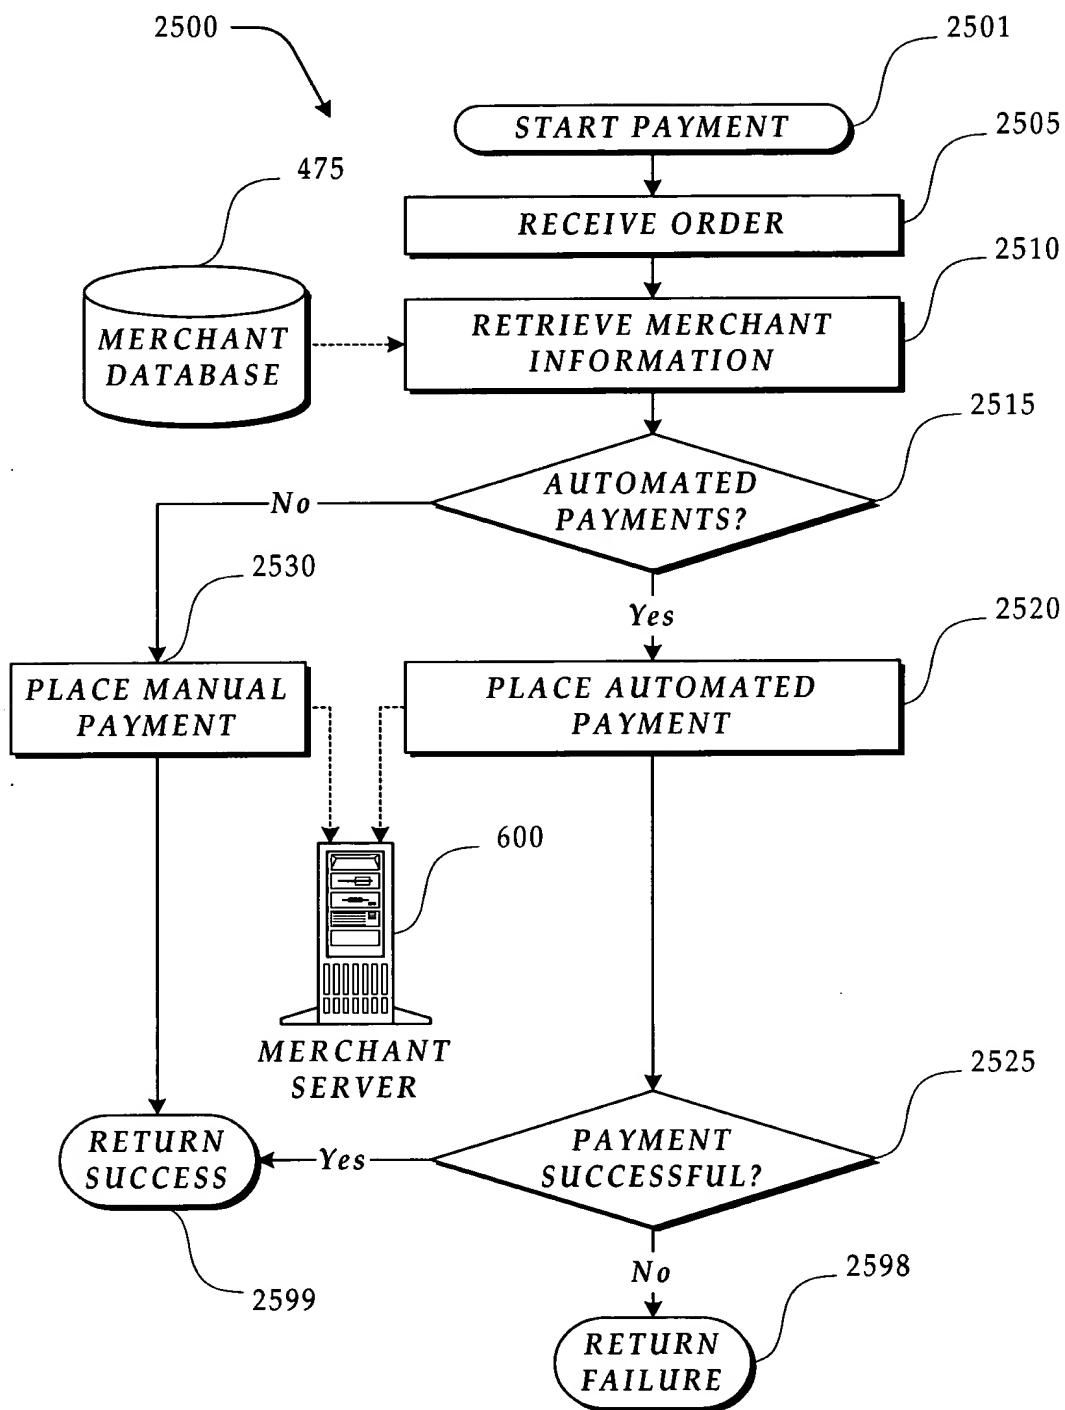 2500
2501
START PAYMENT
2505
475
RECEIVE ORDER
2510
MERCHANT
DATABASE
RETRIEVE MERCHANT
INFORMATION
2515
AUTOMATED
PAYMENTS?
No
2530
Yes
2520
PLACE MANUAL
PAYMENT
PLACE AUTOMATED
PAYMENT
600
MERCHANT
SERVER
2525
RETURN
SUCCESS
Yes
PAYMENT
SUCCESSFUL?
2599
No
2598
RETURN
FAILURE